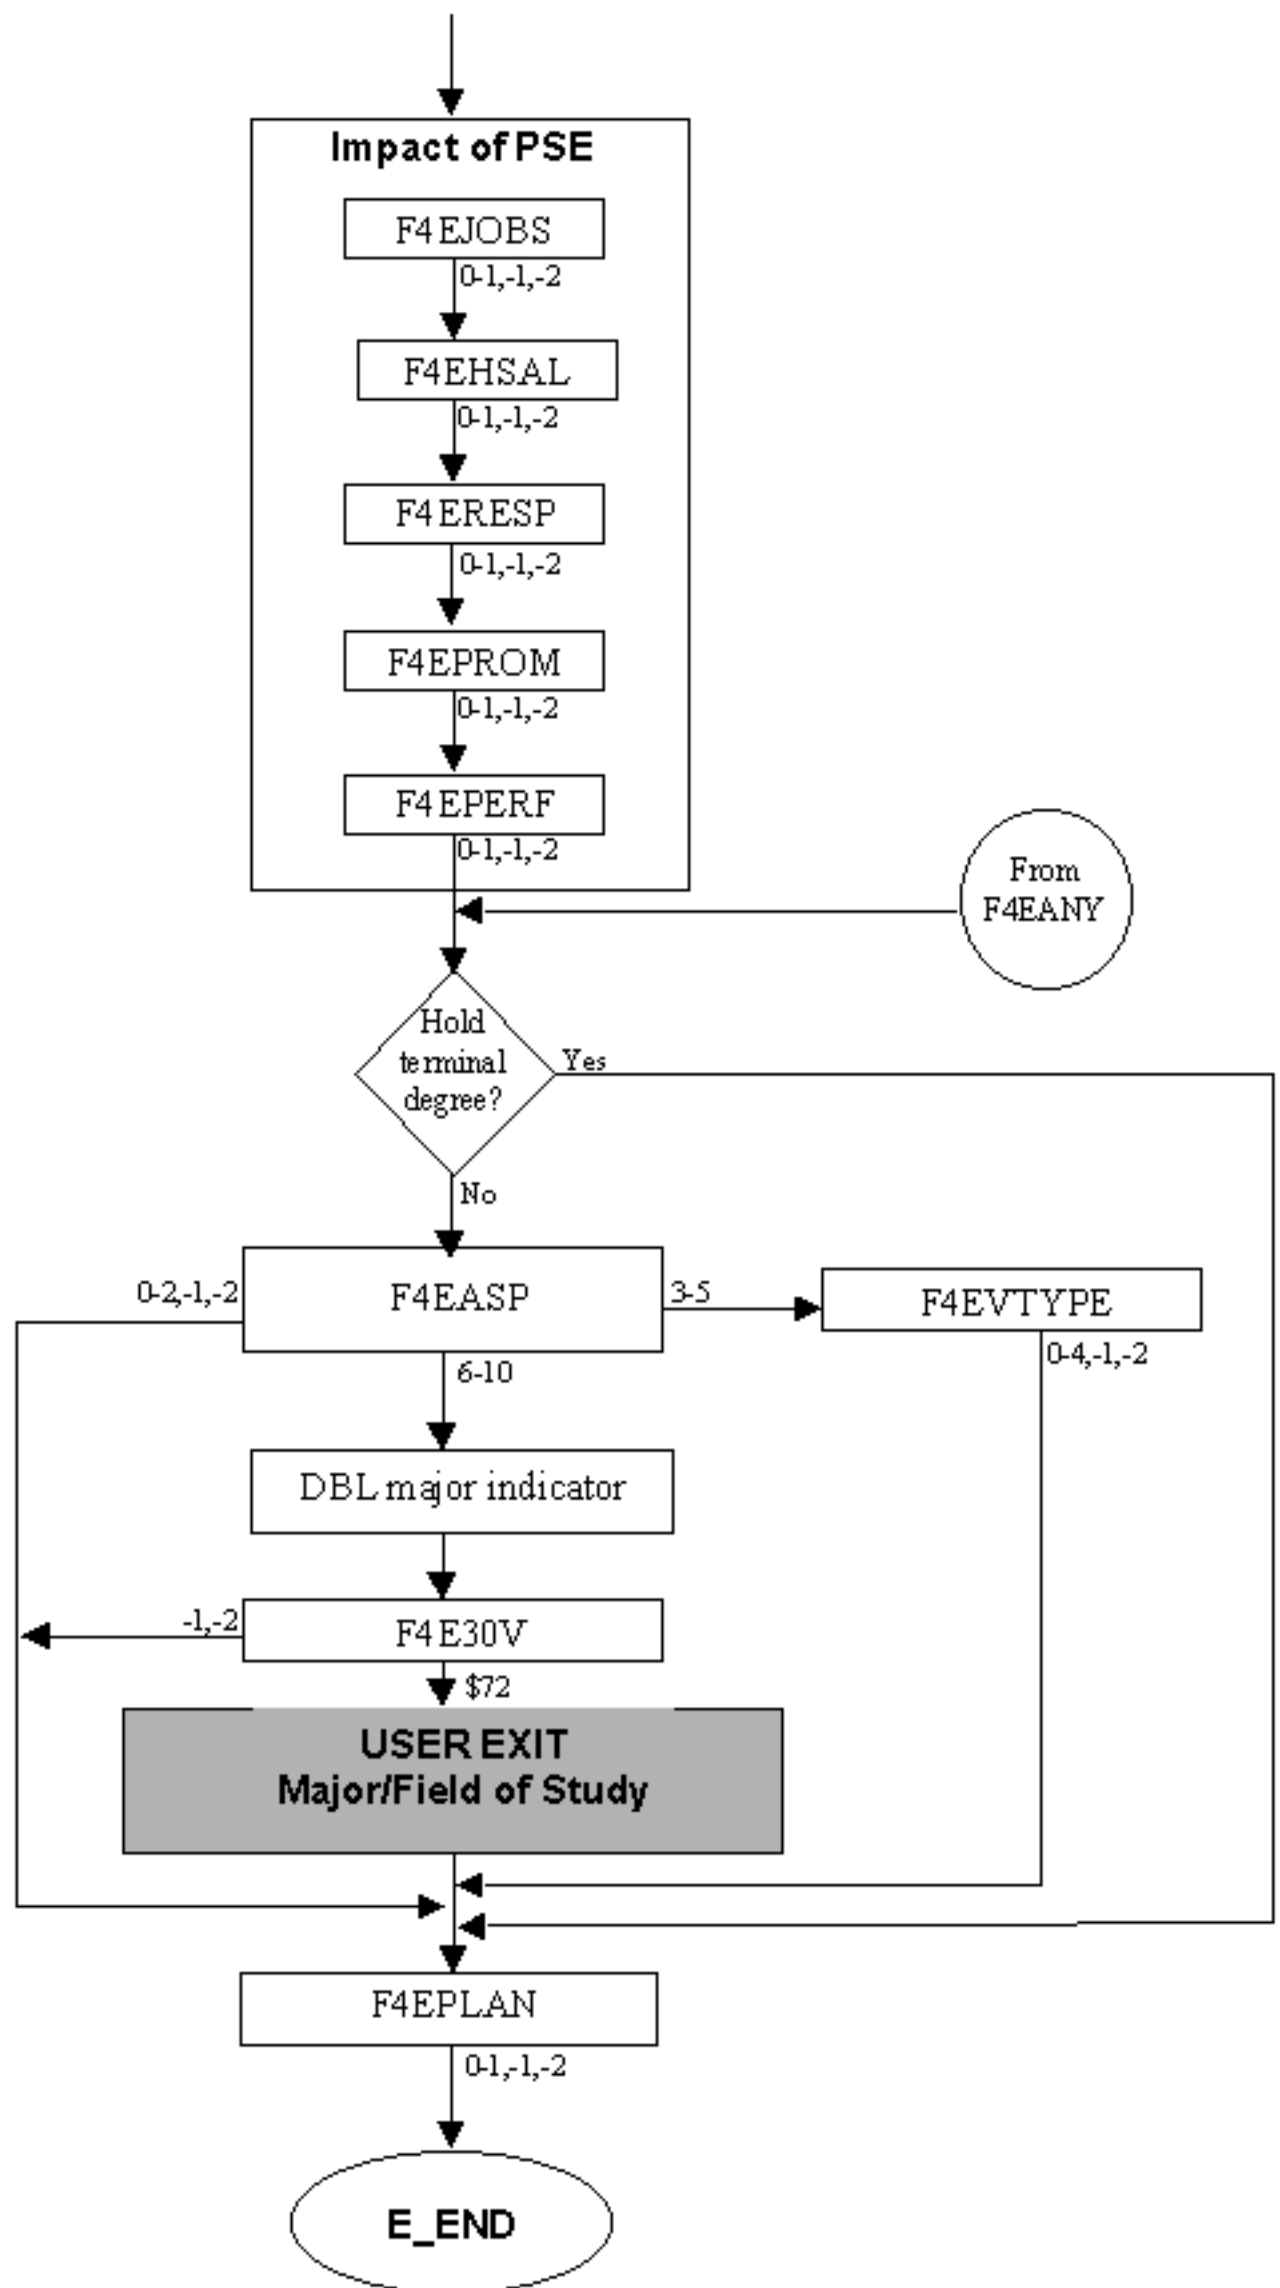 Impact of PSE
F4EJOBS
0-1,-1,-2
F4EHSAL
0-1,-1,-2
F4ERESP
0-1,-1,-2
F4EPROM
0-1,-1,-2
F4EPERF
0-1,-1,-2
From
F4EANY
Hold
terminal
degree?
Yes
No
0-2,-1,-2
F4EASP
3-5
F4EVTYPE
0-4,-1,-2
6-10
DBL major indicator
-1,-2
F4E30V
$72
USER EXIT
Major/Field of Study
F4EPLAN
0-1,-1,-2
E_END